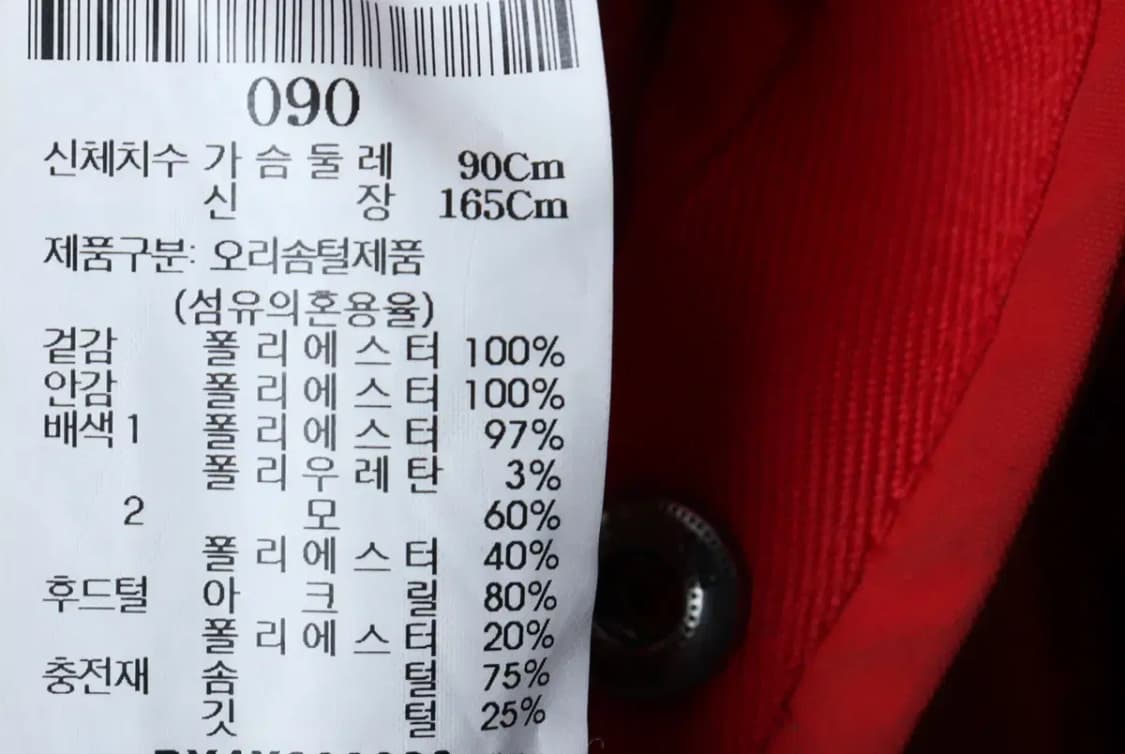 090
신체치수 가슴둘레 90Cm
신장 165Cm
제품구분: 오리솜털제품
(섬유의혼용율)
겉감 폴리에스터 100%
안감 폴리에스터 100%
배색1 폴리에스터 97%
폴리우레탄 3%
2 모 60%
폴리에스터 40%
후드털 아크릴 80%
폴리에스터 20%
충전재 솜털 75%
깃털 25%